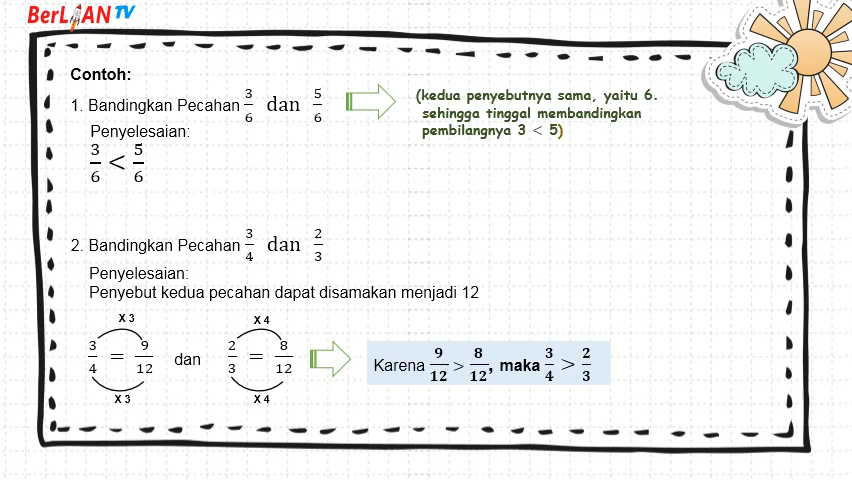 BerLIAN TV
Contoh:
1. Bandingkan Pecahan 3/6 dan 5/6
(kedua penyebutnya sama, yaitu 6.
sehingga tinggal membandingkan
pembilangnya 3 < 5)
Penyelesaian:
3/6 < 5/6
2. Bandingkan Pecahan 3/4 dan 2/3
Penyelesaian:
Penyebut kedua pecahan dapat disamakan menjadi 12
X 3 X 4
3/4 = 9/12 dan 2/3 = 8/12
X 3 X 4
Karena 9/12 > 8/12, maka 3/4 > 2/3